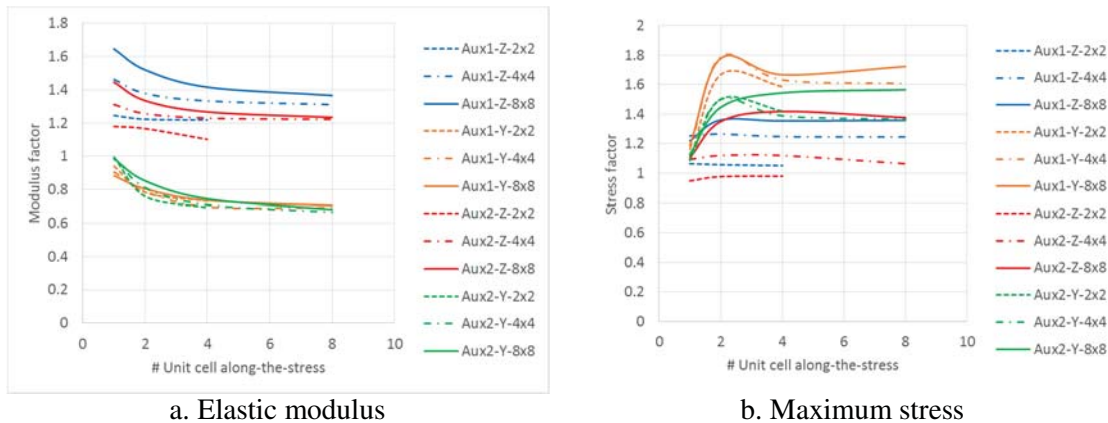 1.8
1.6
1.4
1.2
1
0.8
0.6
0.4
0.2
0
Modulus factor
0 2 4 6 8 10
# Unit cell along-the-stress
Aux1-Z-2x2
Aux1-Z-4x4
Aux1-Z-8x8
Aux1-Y-2x2
Aux1-Y-4x4
Aux1-Y-8x8
Aux2-Z-2x2
Aux2-Z-4x4
Aux2-Z-8x8
Aux2-Y-2x2
Aux2-Y-4x4
Aux2-Y-8x8
a. Elastic modulus
2
1.8
1.6
1.4
1.2
1
0.8
0.6
0.4
0.2
0
Stress factor
0 2 4 6 8 10
# Unit cell along-the-stress
Aux1-Z-2x2
Aux1-Z-4x4
Aux1-Z-8x8
Aux1-Y-2x2
Aux1-Y-4x4
Aux1-Y-8x8
Aux2-Z-2x2
Aux2-Z-4x4
Aux2-Z-8x8
Aux2-Y-2x2
Aux2-Y-4x4
Aux2-Y-8x8
b. Maximum stress